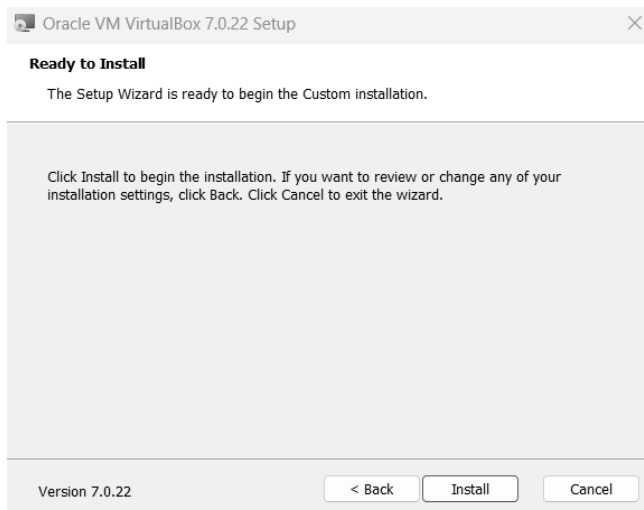 Oracle VM VirtualBox 7.0.22 Setup
Ready to Install
The Setup Wizard is ready to begin the Custom installation.
Click Install to begin the installation. If you want to review or change any of your
installation settings, click Back. Click Cancel to exit the wizard.
Version 7.0.22
< Back
Install
Cancel